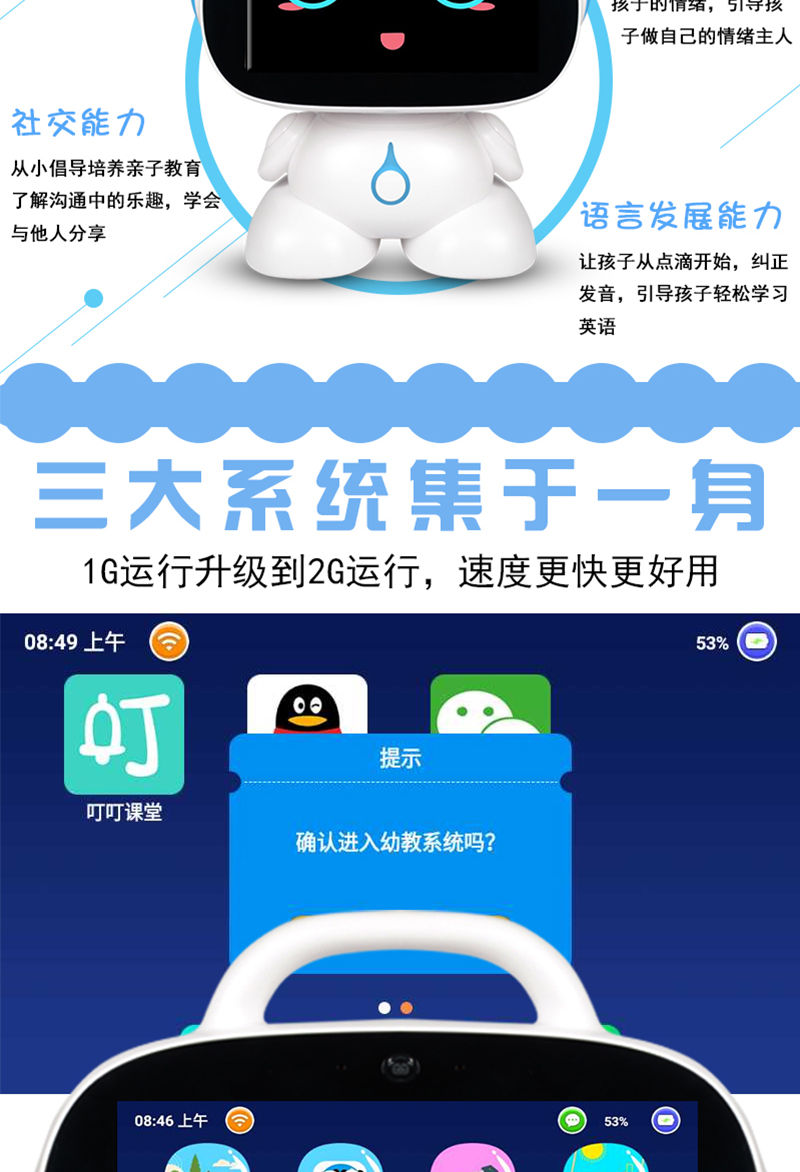 孩子的情绪，引导孩
子做自己的情绪主人
社交能力
从小倡导培养亲子教育
了解沟通中的乐趣，学会
与他人分享
语言发展能力
让孩子从点滴开始，纠正
发音，引导孩子轻松学习
英语
三大系统集于一身
1G运行升级到2G运行，速度更快更好用
08:49 上午
53%
叮
叮叮课堂
提示
确认进入幼教系统吗？
08:46 上午
53%